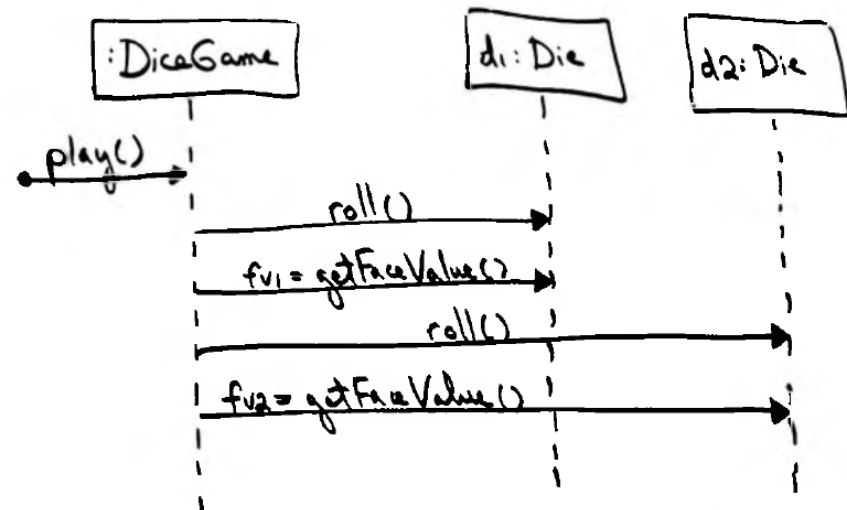 :DiceGame
d1:Die
d2:Die
play()
roll()
fv1=getFaceValue()
roll()
fv2=getFaceValue()